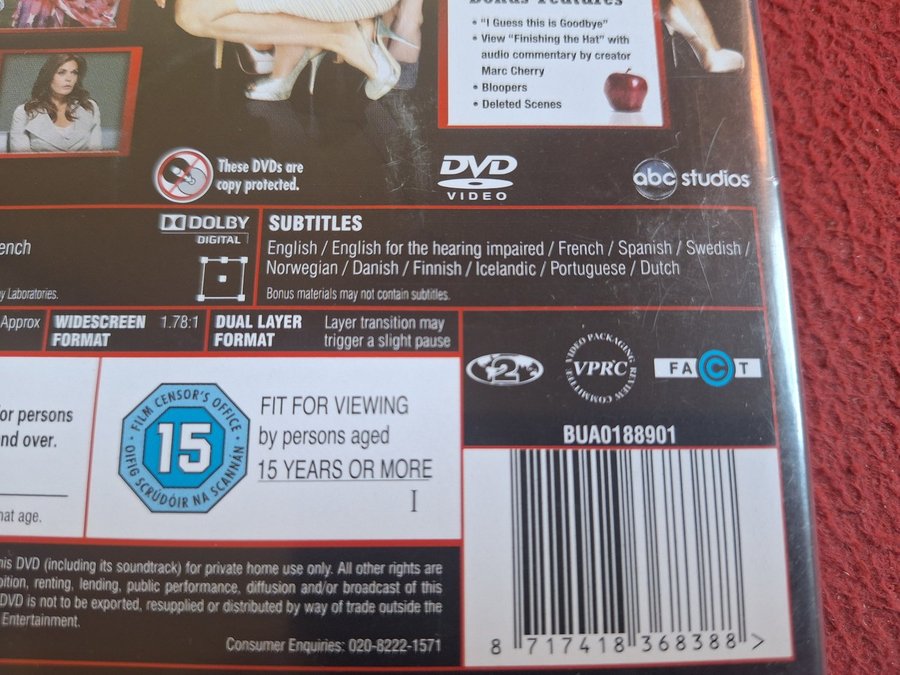 Bonus Features
• "I Guess this is Goodbye"
• View "Finishing the Hat" with
audio commentary by creator
Marc Cherry
• Bloopers
• Deleted Scenes
These DVDs are
copy protected.
DVD
VIDEO
abc studios
ench
DOLBY
DIGITAL
y Laboratories.
SUBTITLES
English / English for the hearing impaired / French / Spanish / Swedish /
Norwegian / Danish / Finnish / Icelandic / Portuguese / Dutch
Bonus materials may not contain subtitles.
Approx
WIDESCREEN
FORMAT
1.78:1
DUAL LAYER
FORMAT
Layer transition may
trigger a slight pause
2
VIDEO PACKAGING REVIEW COMMITTEE
VPRC
FACT
BUA0188901
or persons
nd over.
hat age.
FILM CENSOR'S OFFICE
15
OIFIG SCRÚDÓIR NA SCANNÁN
FIT FOR VIEWING
by persons aged
15 YEARS OR MORE
I
his DVD (including its soundtrack) for private home use only. All other rights are
bition, renting, lending, public performance, diffusion and/or broadcast of this
DVD is not to be exported, resupplied or distributed by way of trade outside the
Entertainment.
Consumer Enquiries: 020-8222-1571
8 717418 368388 >